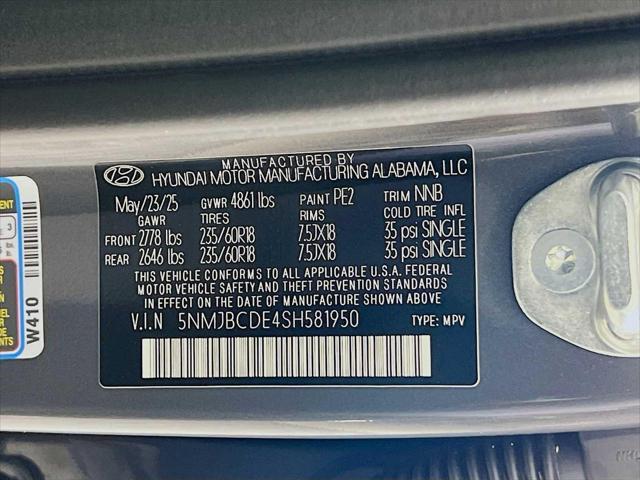 MANUFACTURED BY
HYUNDAI MOTOR MANUFACTURING ALABAMA, LLC
May/23/25 GVWR 4861 lbs PAINT PE2 TRIM NNB
GAWR TIRES RIMS COLD TIRE INFL
FRONT 2778 lbs 235/60R18 7.5JX18 35 psi SINGLE
REAR 2646 lbs 235/60R18 7.5JX18 35 psi SINGLE
THIS VEHICLE CONFORMS TO ALL APPLICABLE U.S.A. FEDERAL
MOTOR VEHICLE SAFETY AND THEFT PREVENTION STANDARDS
IN EFFECT ON THE DATE OF MANUFACTURE SHOWN ABOVE.
V.I.N 5NMJBCDE4SH581950 TYPE: MPV
W410
3